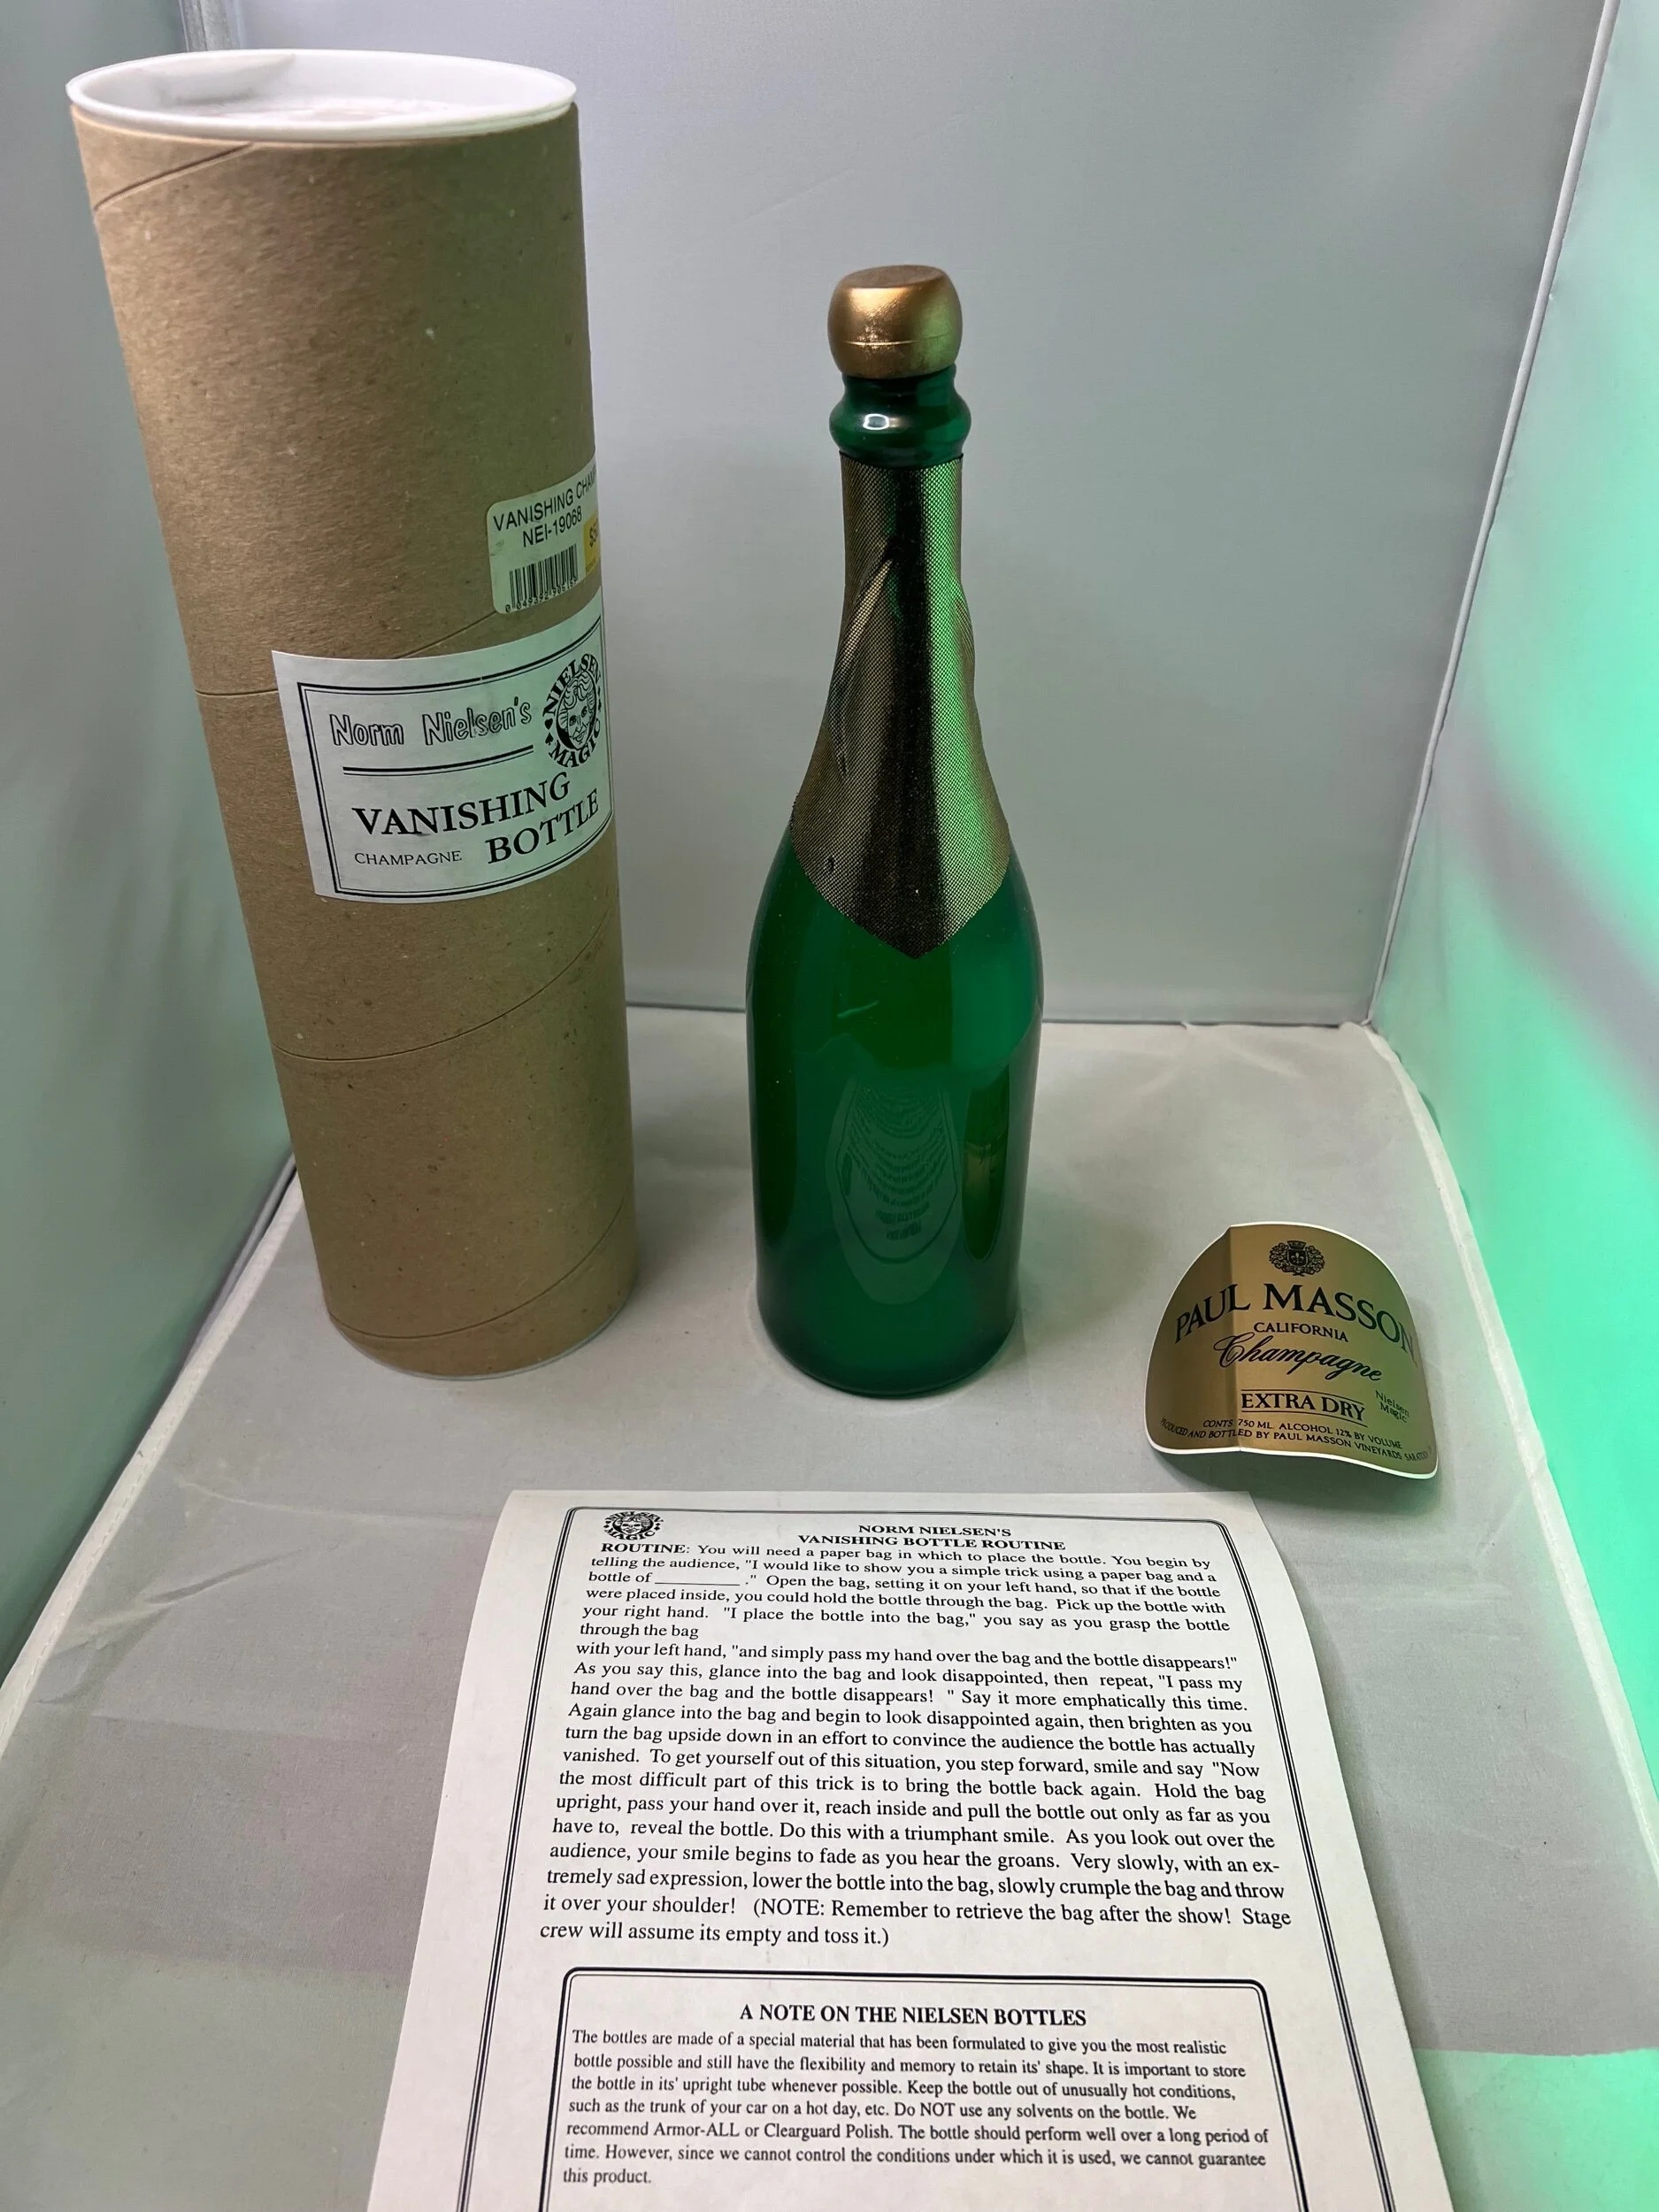 VANISHING
NEI-19068
Norm Nielsen's
MAGIC
VANISHING
CHAMPAGNE BOTTLE
PAUL MASSON
CALIFORNIA
Champagne
EXTRA DRY
Nielsen
Magic
CONTS 750 ML. ALCOHOL 12% BY VOLUME
PRODUCED AND BOTTLED BY PAUL MASSON VINEYARDS
NORM NIELSEN'S
VANISHING BOTTLE ROUTINE
ROUTINE: You will need a paper bag in which to place the bottle. You begin by
telling the audience, "I would like to show you a simple trick using a paper bag and a
bottle of __________ ." Open the bag, setting it on your left hand, so that if the bottle
were placed inside, you could hold the bottle through the bag. Pick up the bottle with
your right hand. "I place the bottle into the bag," you say as you grasp the bottle
through the bag
with your left hand, "and simply pass my hand over the bag and the bottle disappears!"
As you say this, glance into the bag and look disappointed, then repeat, "I pass my
hand over the bag and the bottle disappears! " Say it more emphatically this time.
Again glance into the bag and begin to look disappointed again, then brighten as you
turn the bag upside down in an effort to convince the audience the bottle has actually
vanished. To get yourself out of this situation, you step forward, smile and say "Now
the most difficult part of this trick is to bring the bottle back again. Hold the bag
upright, pass your hand over it, reach inside and pull the bottle out only as far as you
have to, reveal the bottle. Do this with a triumphant smile. As you look out over the
audience, your smile begins to fade as you hear the groans. Very slowly, with an ex-
tremely sad expression, lower the bottle into the bag, slowly crumple the bag and throw
it over your shoulder! (NOTE: Remember to retrieve the bag after the show! Stage
crew will assume its empty and toss it.)
A NOTE ON THE NIELSEN BOTTLES
The bottles are made of a special material that has been formulated to give you the most realistic
bottle possible and still have the flexibility and memory to retain its' shape. It is important to store
the bottle in its' upright tube whenever possible. Keep the bottle out of unusually hot conditions,
such as the trunk of your car on a hot day, etc. Do NOT use any solvents on the bottle. We
recommend Armor-ALL or Clearguard Polish. The bottle should perform well over a long period of
time. However, since we cannot control the conditions under which it is used, we cannot guarantee
this product.